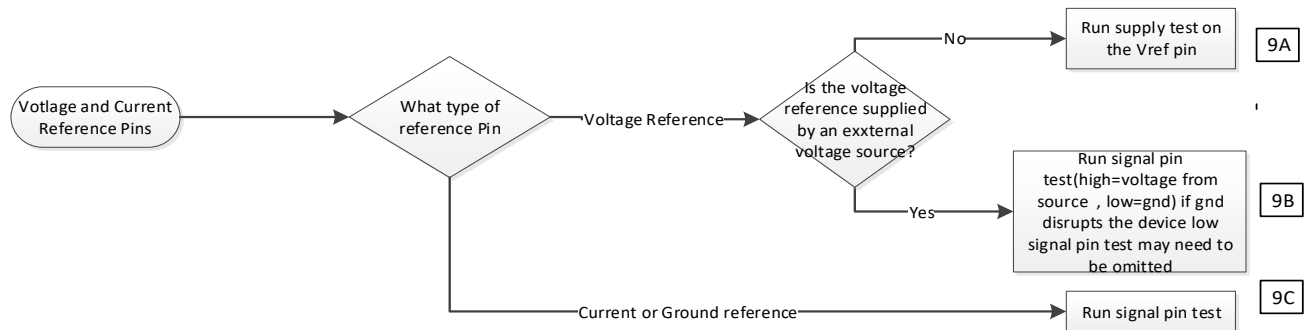 Votlage and Current
Reference Pins
What type of
reference Pin
Voltage Reference
Is the voltage
reference supplied
by an exxternal
voltage source?
No
Run supply test on
the Vref pin
9A
Yes
Run signal pin
test(high=voltage from
source , low=gnd) if gnd
disrupts the device low
signal pin test may need to
be omitted
9B
Current or Ground reference
Run signal pin test
9C